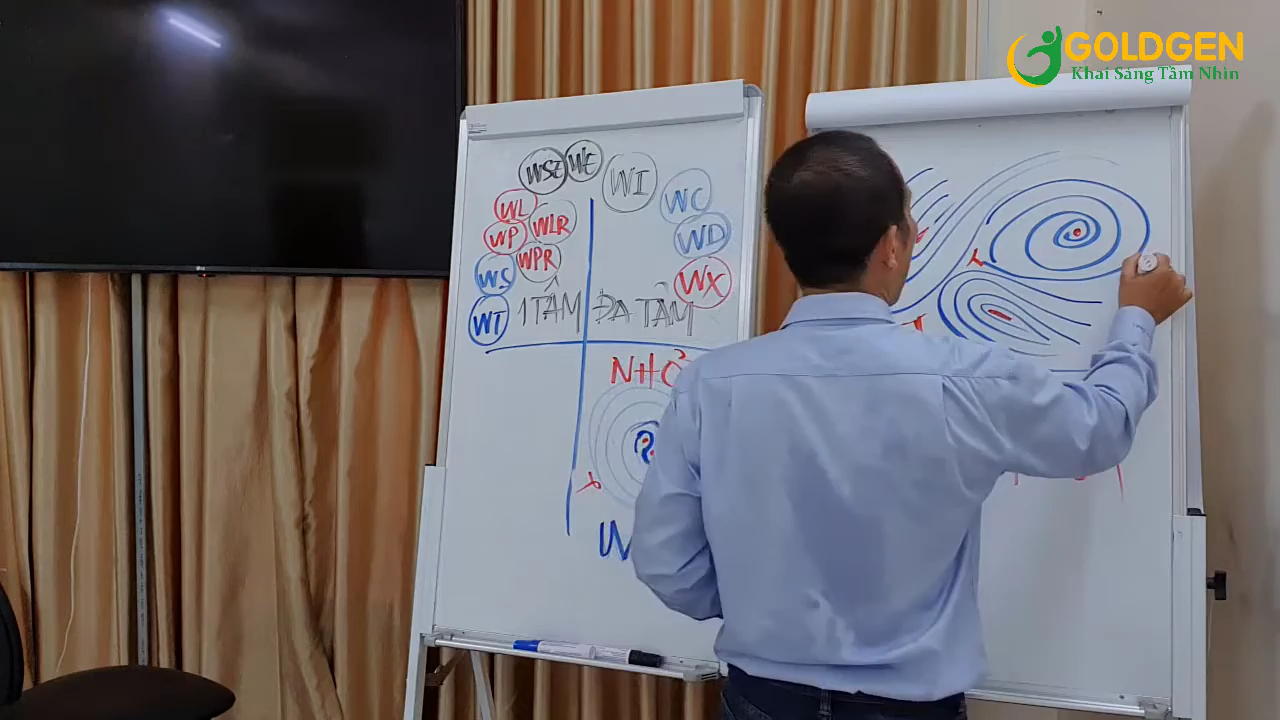 GOLDGEN
Khai Sáng Tầm Nhìn
WSE WE WI
WL WLR WC
WP WPR WD
WS WX
WT 1 TÂM ĐA TÂM